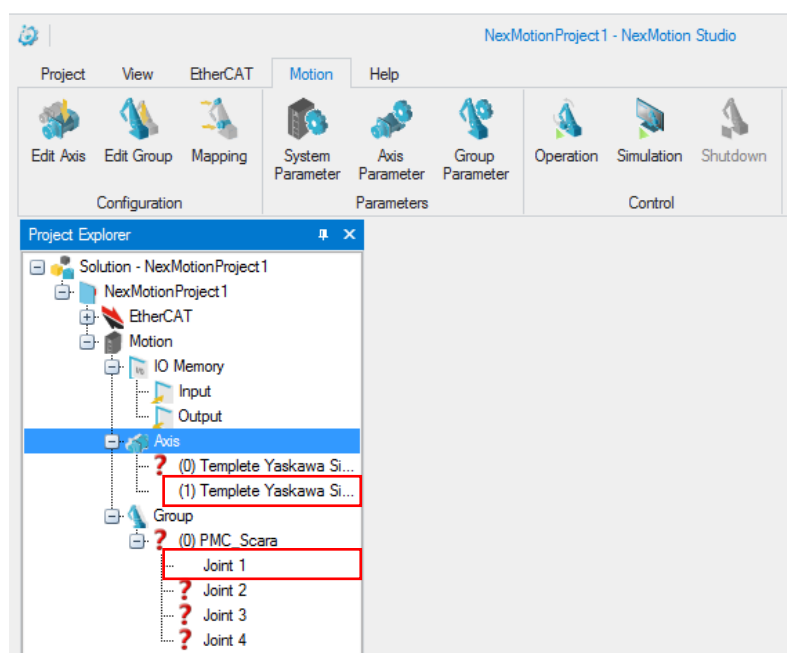 NexMotionProject1 - NexMotion Studio
Project View EtherCAT Motion Help
Edit Axis Edit Group Mapping System Parameter Axis Parameter Group Parameter Operation Simulation Shutdown
Configuration Parameters Control
Project Explorer
Solution - NexMotionProject1
NexMotionProject1
EtherCAT
Motion
IO Memory
Input
Output
Axis
(0) Templete Yaskawa Si...
(1) Templete Yaskawa Si...
Group
(0) PMC_Scara
Joint 1
Joint 2
Joint 3
Joint 4